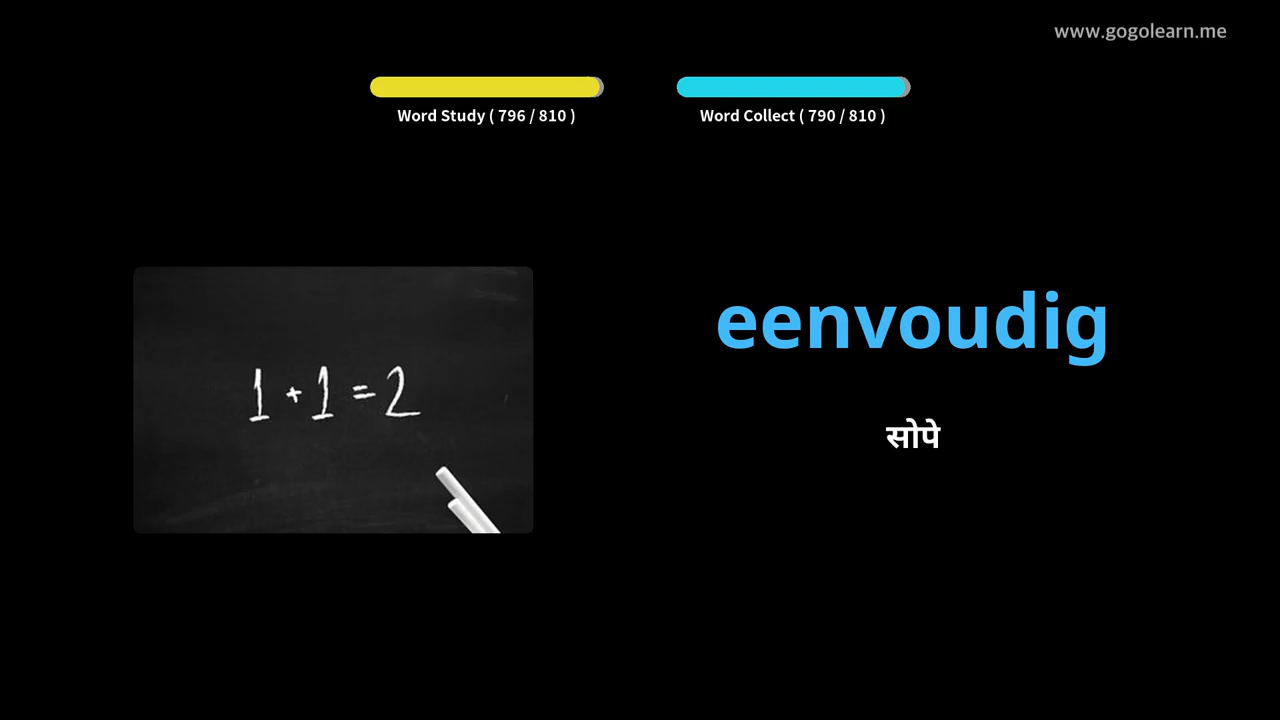 www.gogolearn.me
Word Study ( 796 / 810 )
Word Collect ( 790 / 810 )
1 + 1 = 2
eenvoudig
सोपे